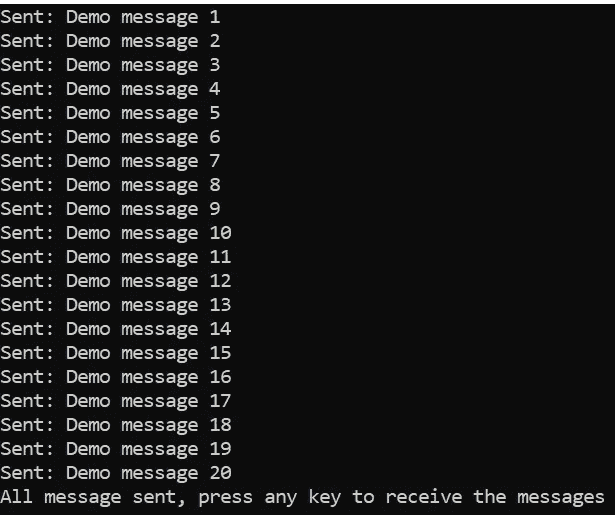 Sent: Demo message 1
Sent: Demo message 2
Sent: Demo message 3
Sent: Demo message 4
Sent: Demo message 5
Sent: Demo message 6
Sent: Demo message 7
Sent: Demo message 8
Sent: Demo message 9
Sent: Demo message 10
Sent: Demo message 11
Sent: Demo message 12
Sent: Demo message 13
Sent: Demo message 14
Sent: Demo message 15
Sent: Demo message 16
Sent: Demo message 17
Sent: Demo message 18
Sent: Demo message 19
Sent: Demo message 20
All message sent, press any key to receive the messages